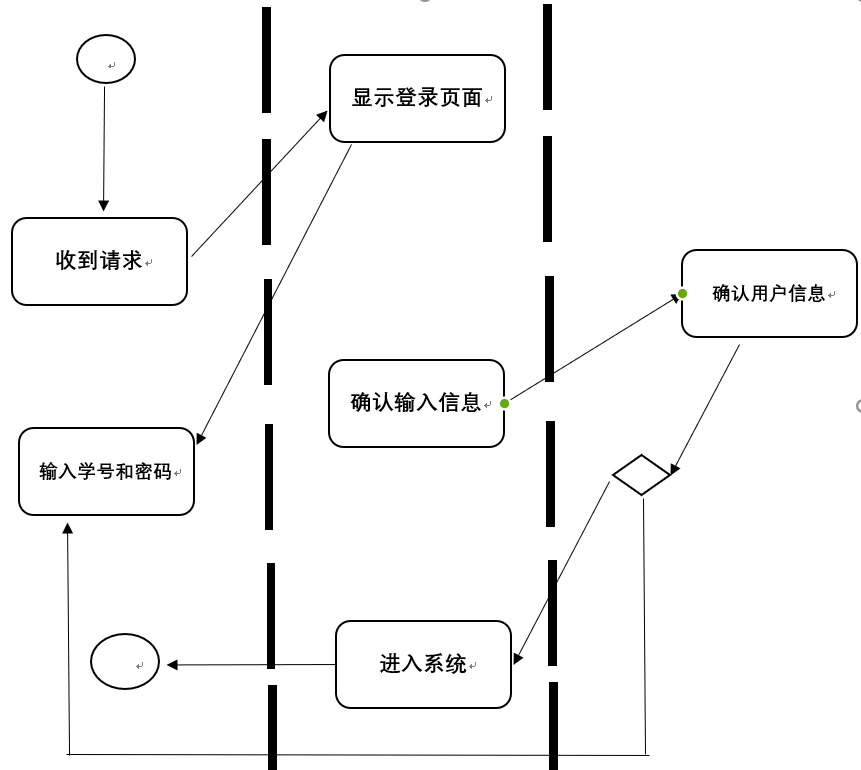 显示登录页面
收到请求
确认用户信息
确认输入信息
输入学号和密码
进入系统